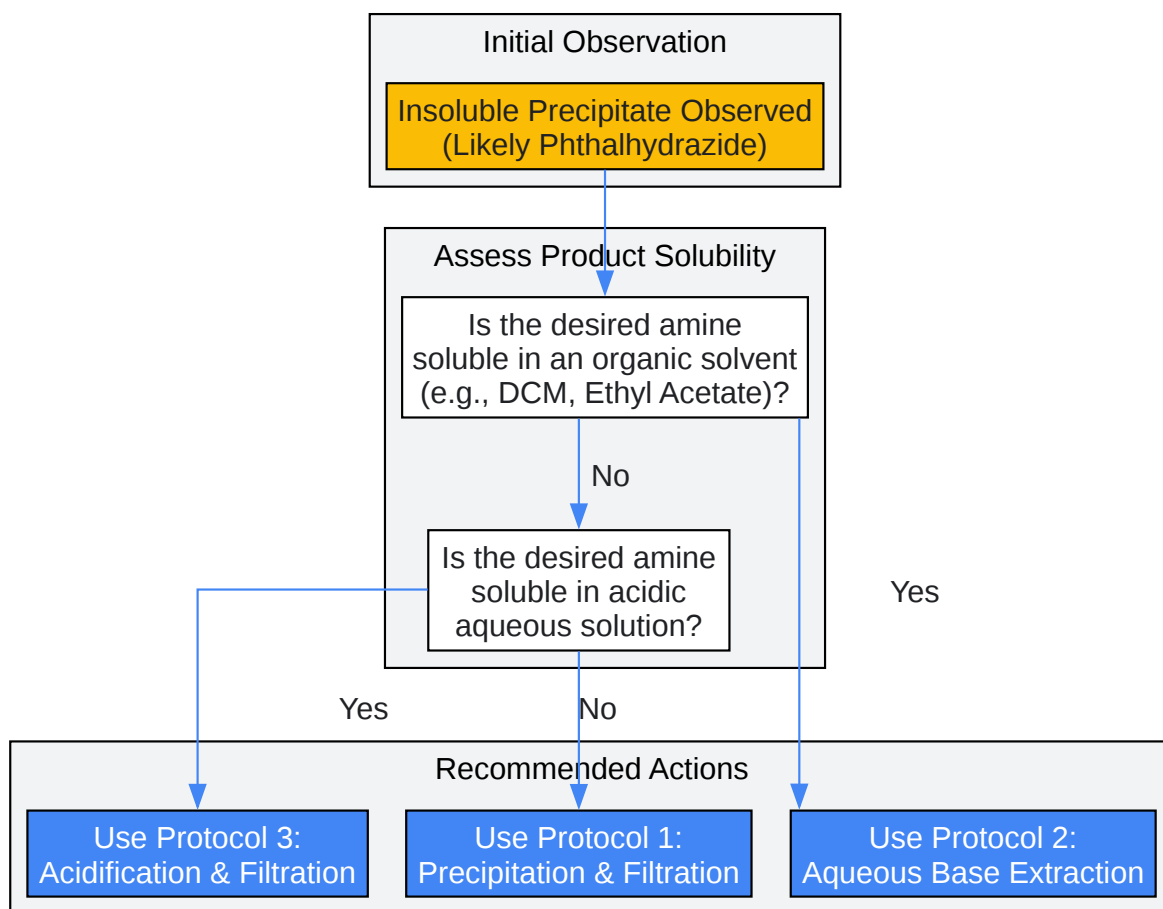 Initial Observation
Insoluble Precipitate Observed
(Likely Phthalhydrazide)
Assess Product Solubility
Is the desired amine
soluble in an organic solvent
(e.g., DCM, Ethyl Acetate)?
No
Is the desired amine
soluble in acidic
aqueous solution?
Yes
Yes
No
Recommended Actions
Use Protocol 3:
Acidification & Filtration
Use Protocol 1:
Precipitation & Filtration
Use Protocol 2:
Aqueous Base Extraction